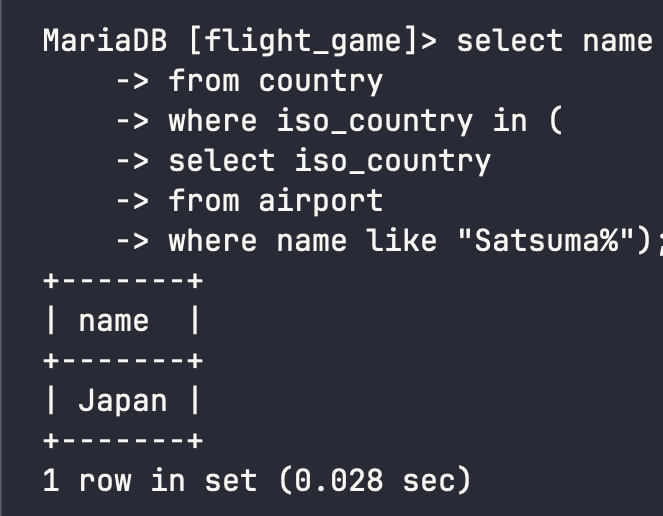 MariaDB [flight_game]> select name
    -> from country
    -> where iso_country in (
    -> select iso_country
    -> from airport
    -> where name like "Satsuma%");
+-------+
| name  |
+-------+
| Japan |
+-------+
1 row in set (0.028 sec)